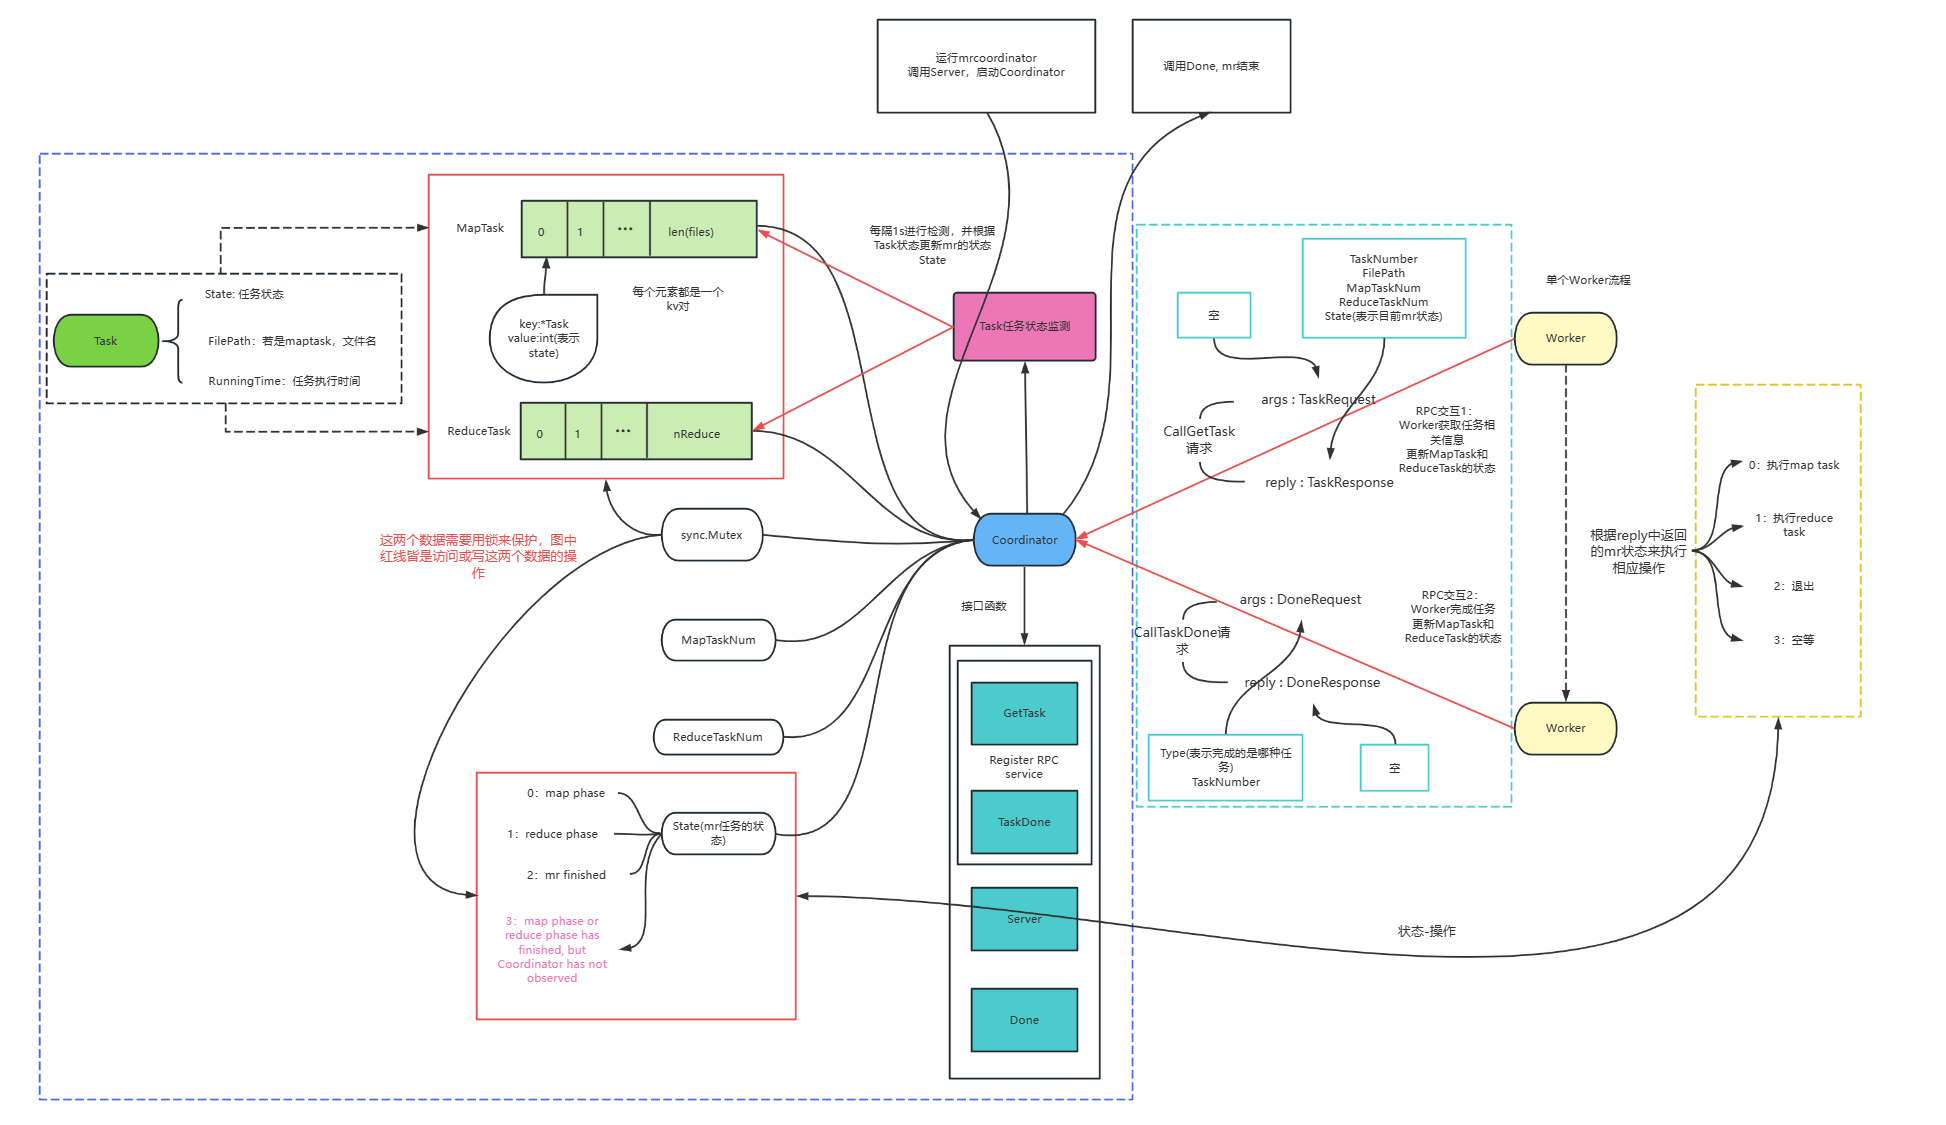 运行mrcoordinator
调用Server，启动Coordinator
调用Done, mr结束
MapTask
0
1
...
len(files)
每个元素都是一个
kv对
key:*Task
value:int(表示
state)
ReduceTask
0
1
...
nReduce
Task
State: 任务状态
FilePath：若是maptask，文件名
RunningTime：任务执行时间
每隔1s进行检测，并根据
Task状态更新mr的状态
State
Task任务状态监测
这两个数据需要用锁来保护，图中
红线皆是访问或写这两个数据的操
作
sync.Mutex
Coordinator
MapTaskNum
ReduceTaskNum
State(mr任务的状
态)
0：map phase
1：reduce phase
2：mr finished
3：map phase or
reduce phase has
finished, but
Coordinator has not
observed
接口函数
GetTask
Register RPC
service
TaskDone
Server
Done
空
TaskNumber
FilePath
MapTaskNum
ReduceTaskNum
State(表示目前mr状态)
args : TaskRequest
CallGetTask
请求
reply : TaskResponse
RPC交互1：
Worker获取任务相
关信息
更新MapTask和
ReduceTask的状态
args : DoneRequest
CallTaskDone请
求
reply : DoneResponse
RPC交互2：
Worker完成任务
更新MapTask和
ReduceTask的状态
Type(表示完成的是哪种任
务)
TaskNumber
空
单个Worker流程
Worker
Worker
根据reply中返回
的mr状态来执行
相应操作
0：执行map task
1：执行reduce
task
2：退出
3：空等
状态-操作